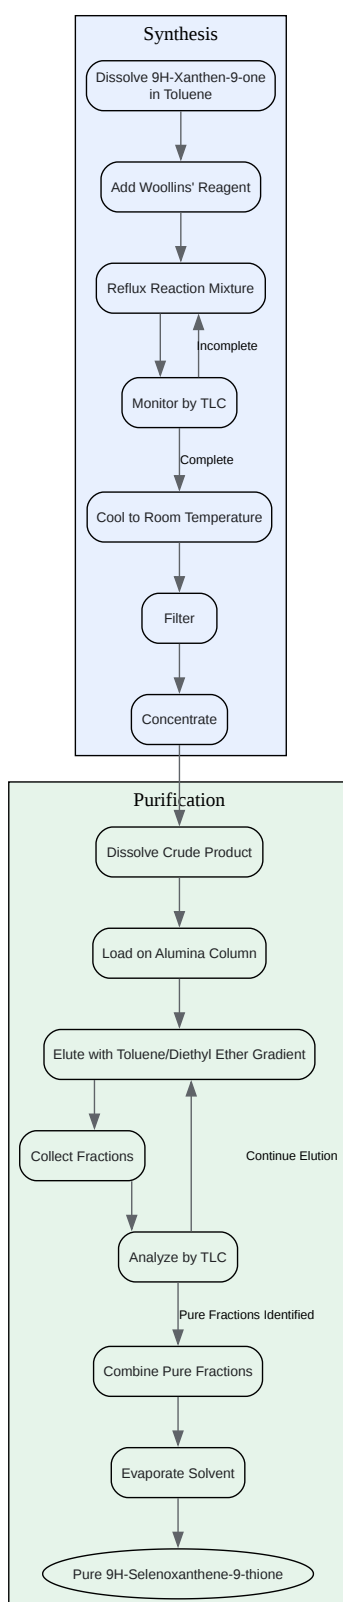 Synthesis
Dissolve 9H-Xanthen-9-one
in Toluene
Add Woollins' Reagent
Reflux Reaction Mixture
Incomplete
Monitor by TLC
Complete
Cool to Room Temperature
Filter
Concentrate
Purification
Dissolve Crude Product
Load on Alumina Column
Elute with Toluene/Diethyl Ether Gradient
Collect Fractions
Continue Elution
Analyze by TLC
Pure Fractions Identified
Combine Pure Fractions
Evaporate Solvent
Pure 9H-Selenoxanthene-9-thione